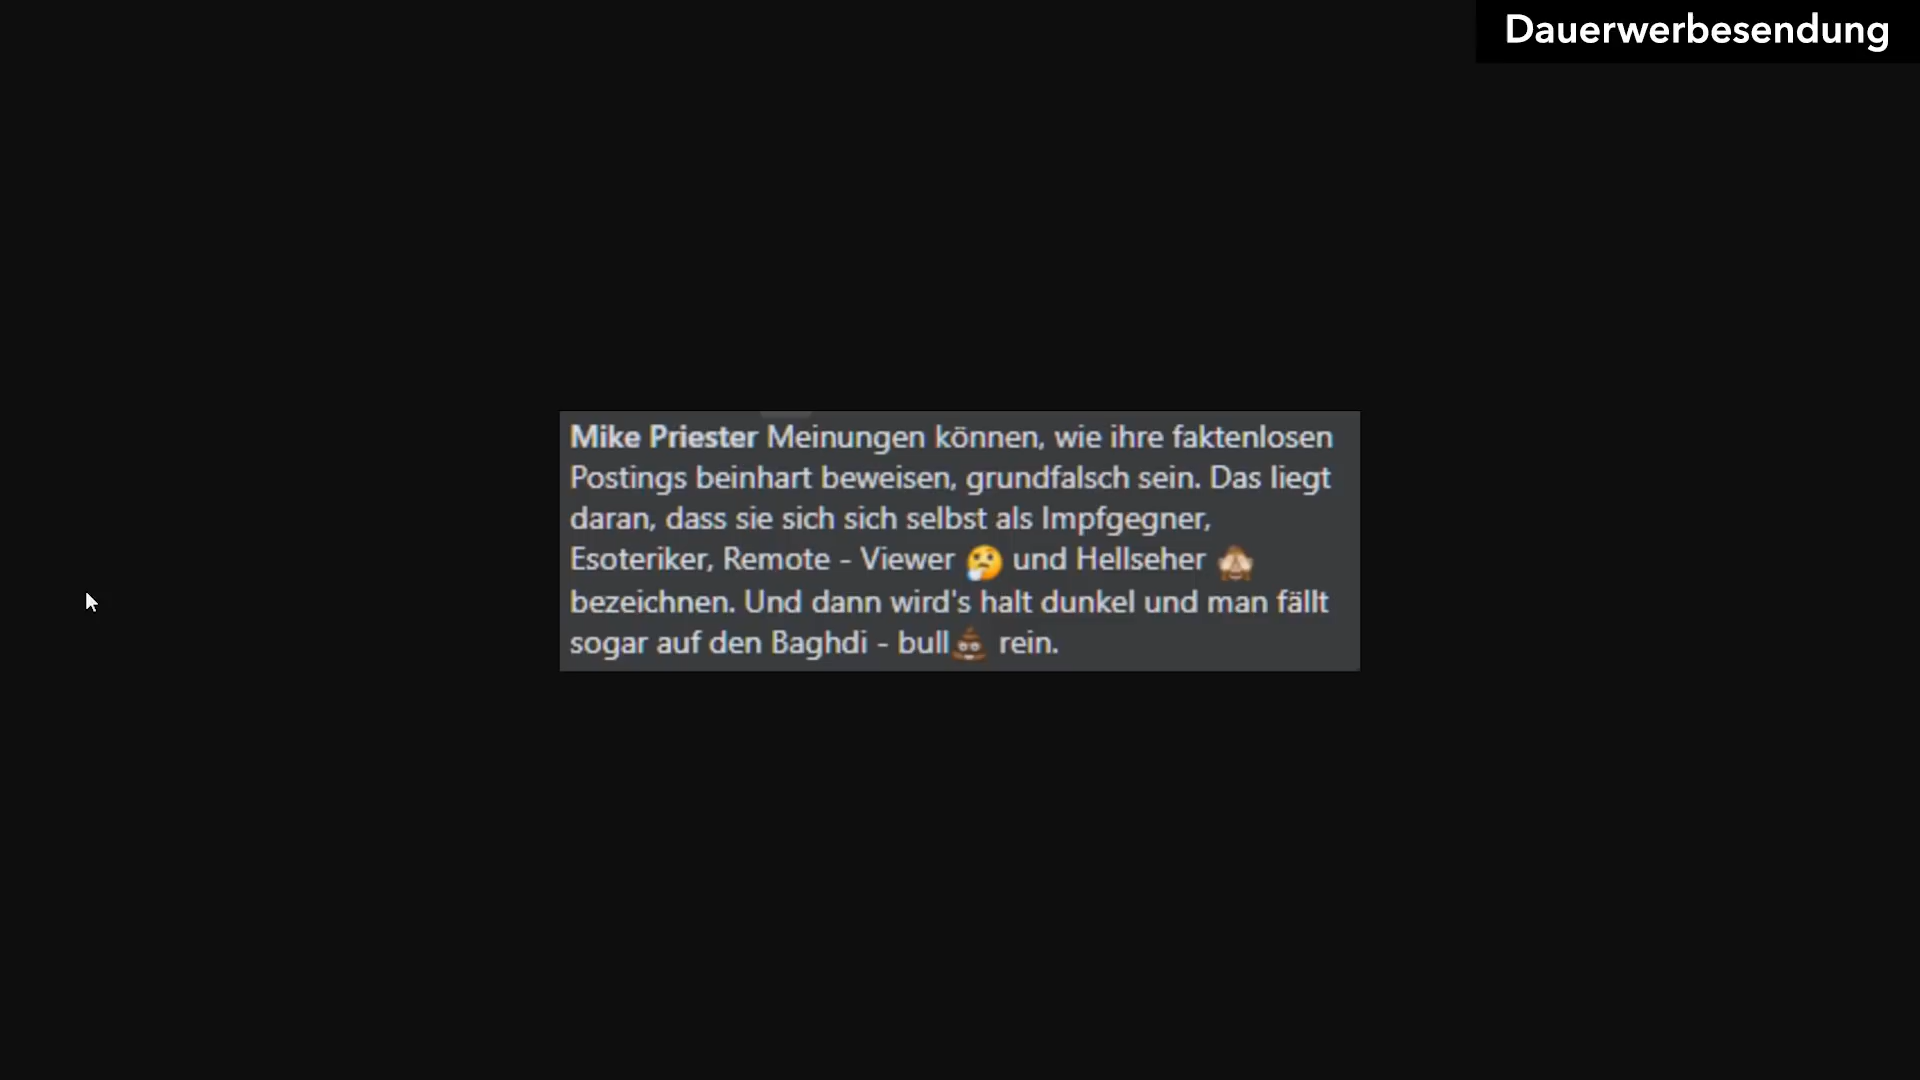 Dauerwerbesendung
Mike Priester Meinungen können, wie ihre faktenlosen
Postings beinhart beweisen, grundfalsch sein. Das liegt
daran, dass sie sich sich selbst als Impfgegner,
Esoteriker, Remote - Viewer 🤔 und Hellseher 🙈
bezeichnen. Und dann wird's halt dunkel und man fällt
sogar auf den Baghdi - bull💩 rein.